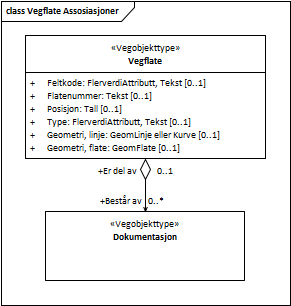 class Vegflate Assosiasjoner
«Vegobjekttype»
Vegflate
+ Feltkode: FlerverdiAttributt, Tekst [0..1]
+ Flatenummer: Tekst [0..1]
+ Posisjon: Tall [0..1]
+ Type: FlerverdiAttributt, Tekst [0..1]
+ Geometri, linje: GeomLinje eller Kurve [0..1]
+ Geometri, flate: GeomFlate [0..1]
+Er del av 0..1
+Består av 0..*
«Vegobjekttype»
Dokumentasjon